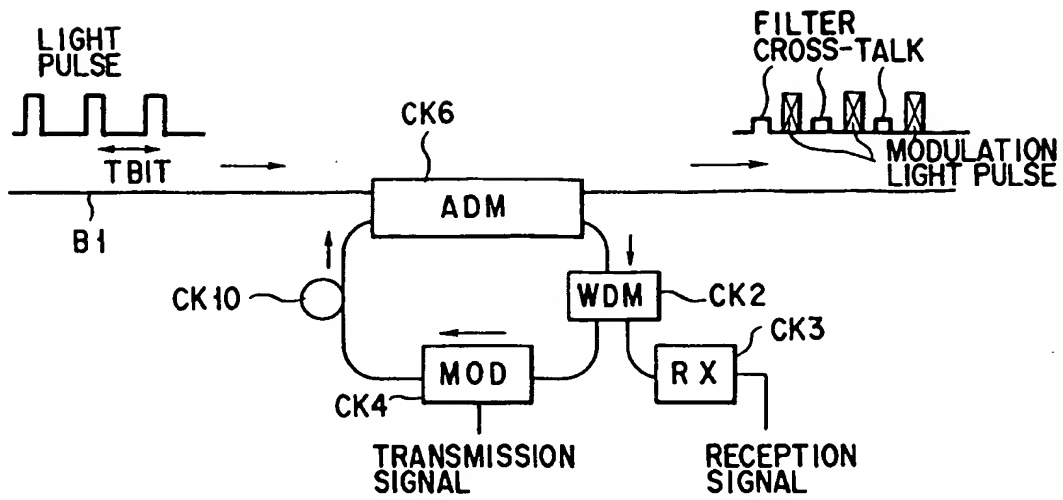 LIGHT
PULSE
TBIT
B1
CK6
ADM
FILTER
CROSS-TALK
MODULATION
LIGHT PULSE
CK10
WDM
CK2
CK3
RX
MOD
CK4
TRANSMISSION
SIGNAL
RECEPTION
SIGNAL